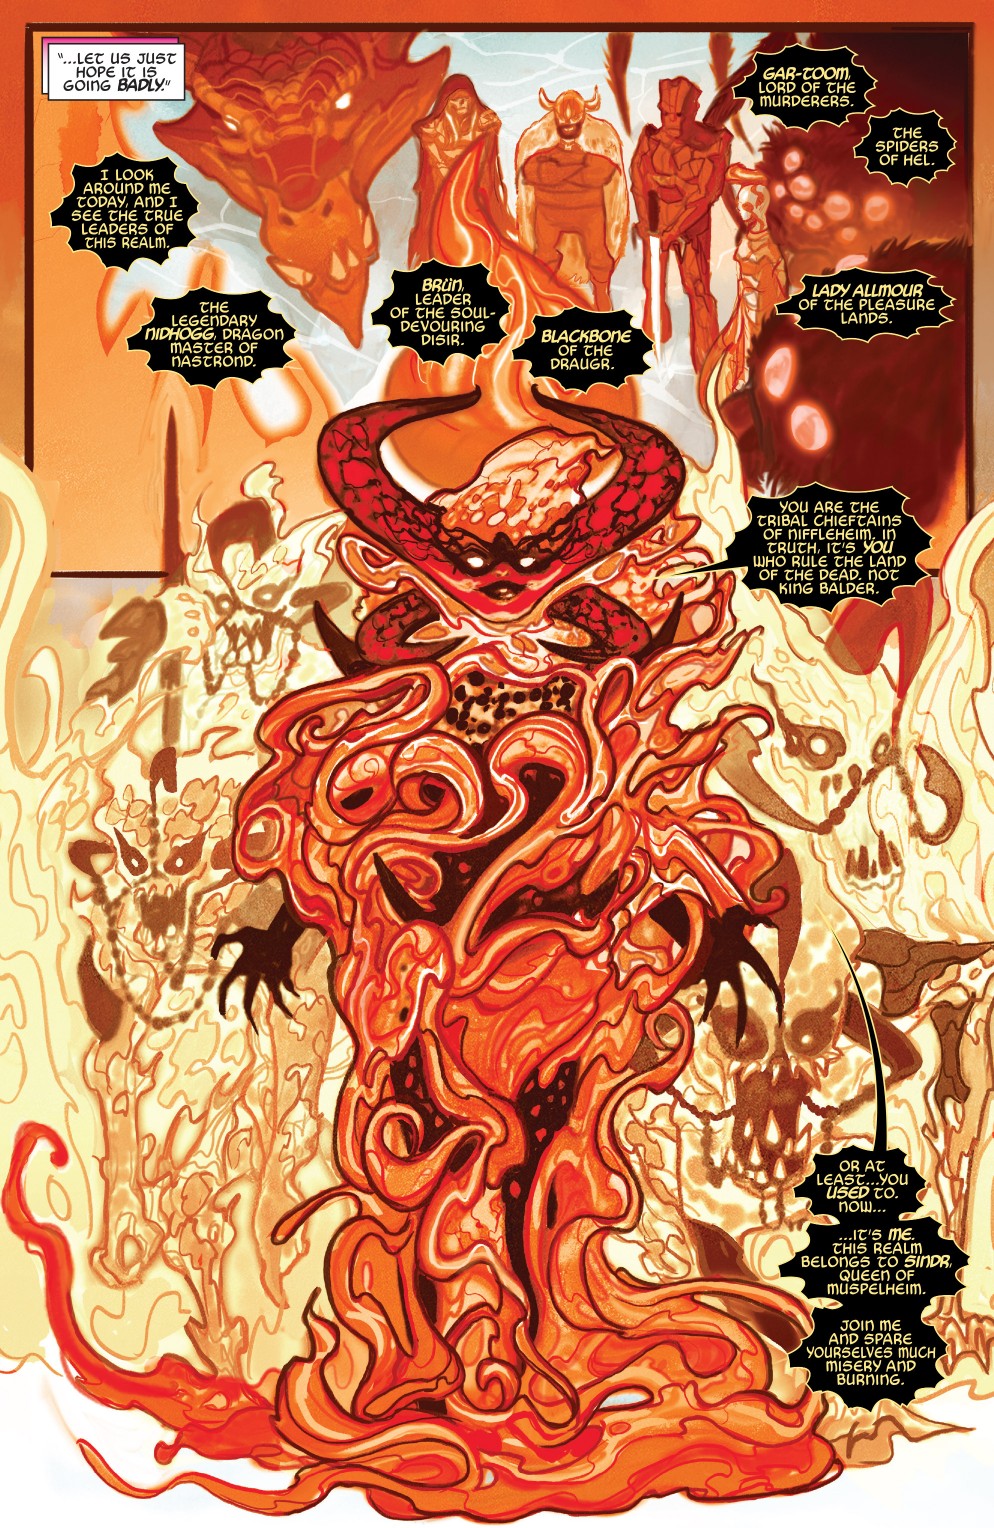 "...LET US JUST
HOPE IT IS
GOING BADLY."
I LOOK
AROUND ME
TODAY, AND I
SEE THE TRUE
LEADERS OF
THIS REALM.
THE
LEGENDARY
NIDHOGG, DRAGON
MASTER OF
NASTROND.
BRÜN,
LEADER
OF THE SOUL-
DEVOURING
DISIR.
BLACKBONE
OF THE
DRAUGR.
GAR-TOOM,
LORD OF THE
MURDERERS.
THE
SPIDERS
OF HEL.
LADY ALLMOUR
OF THE PLEASURE
LANDS.
YOU ARE THE
TRIBAL CHIEFTAINS
OF NIFFLEHEIM. IN
TRUTH, IT'S YOU
WHO RULE THE LAND
OF THE DEAD. NOT
KING BALDER.
OR AT
LEAST...YOU
USED TO.
NOW...
...IT'S ME.
THIS REALM
BELONGS TO SINDR,
QUEEN OF
MUSPELHEIM.
JOIN ME
AND SPARE
YOURSELVES MUCH
MISERY AND
BURNING.